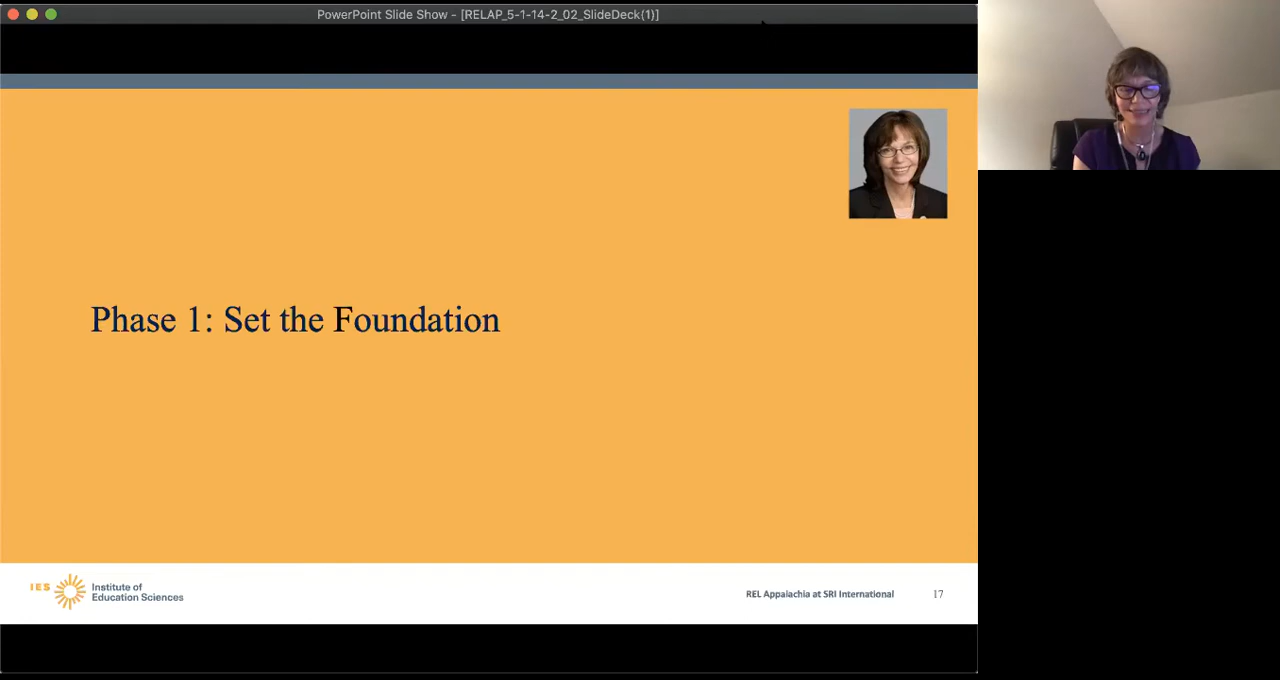 PowerPoint Slide Show - [RELAP_5-1-14-2_02_SlideDeck(1)]
Phase 1: Set the Foundation
IES
Institute of
Education Sciences
REL Appalachia at SRI International
17